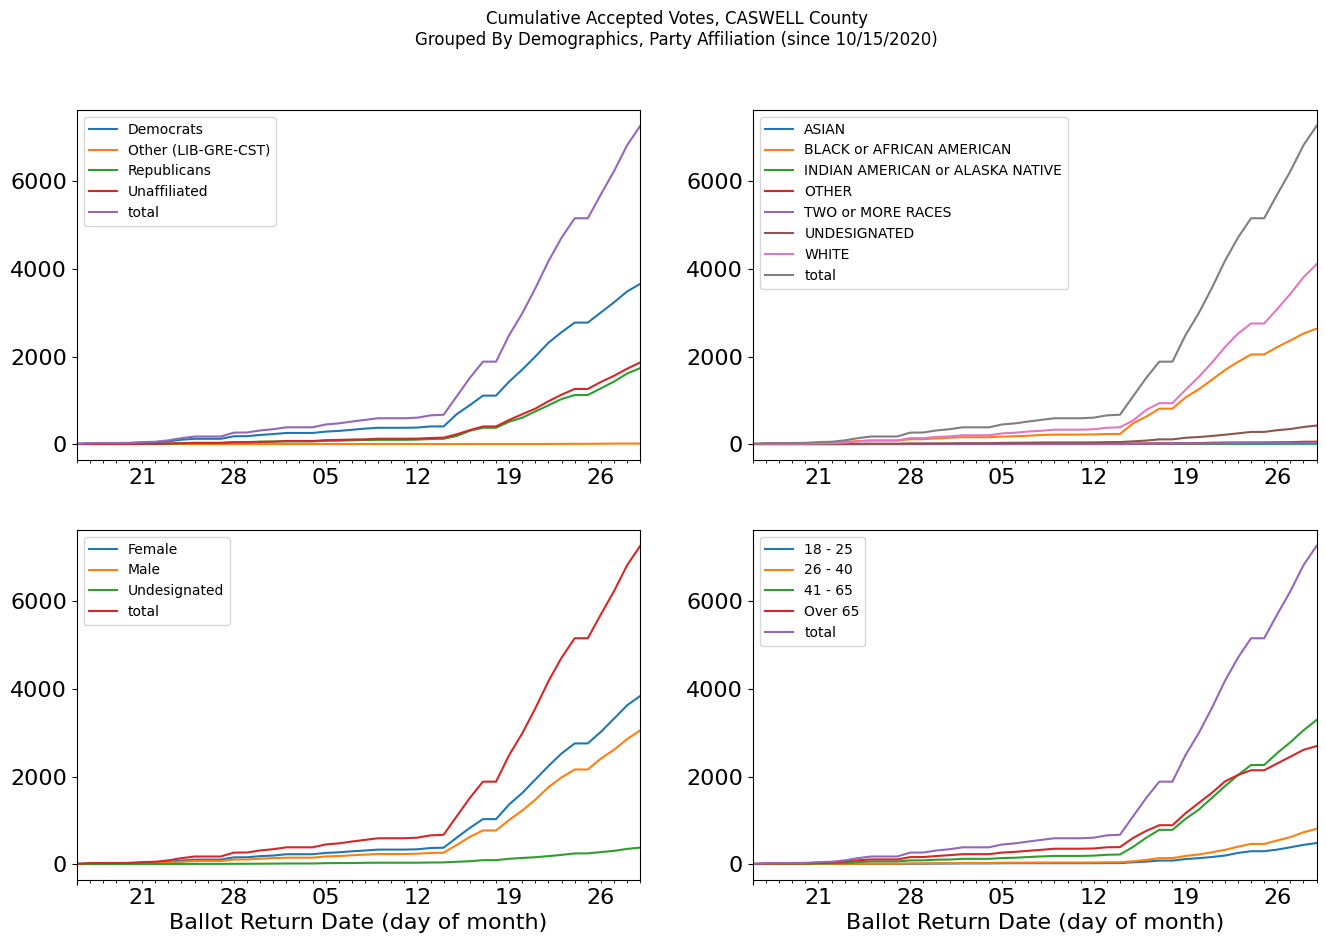 Cumulative Accepted Votes, CASWELL County
Grouped By Demographics, Party Affiliation (since 10/15/2020)
Democrats
Other (LIB-GRE-CST)
Republicans
Unaffiliated
total
6000
4000
2000
0
21 28 05 12 19 26
ASIAN
BLACK or AFRICAN AMERICAN
INDIAN AMERICAN or ALASKA NATIVE
OTHER
TWO or MORE RACES
UNDESIGNATED
WHITE
total
6000
4000
2000
0
21 28 05 12 19 26
Female
Male
Undesignated
total
6000
4000
2000
0
21 28 05 12 19 26
Ballot Return Date (day of month)
18 - 25
26 - 40
41 - 65
Over 65
total
6000
4000
2000
0
21 28 05 12 19 26
Ballot Return Date (day of month)